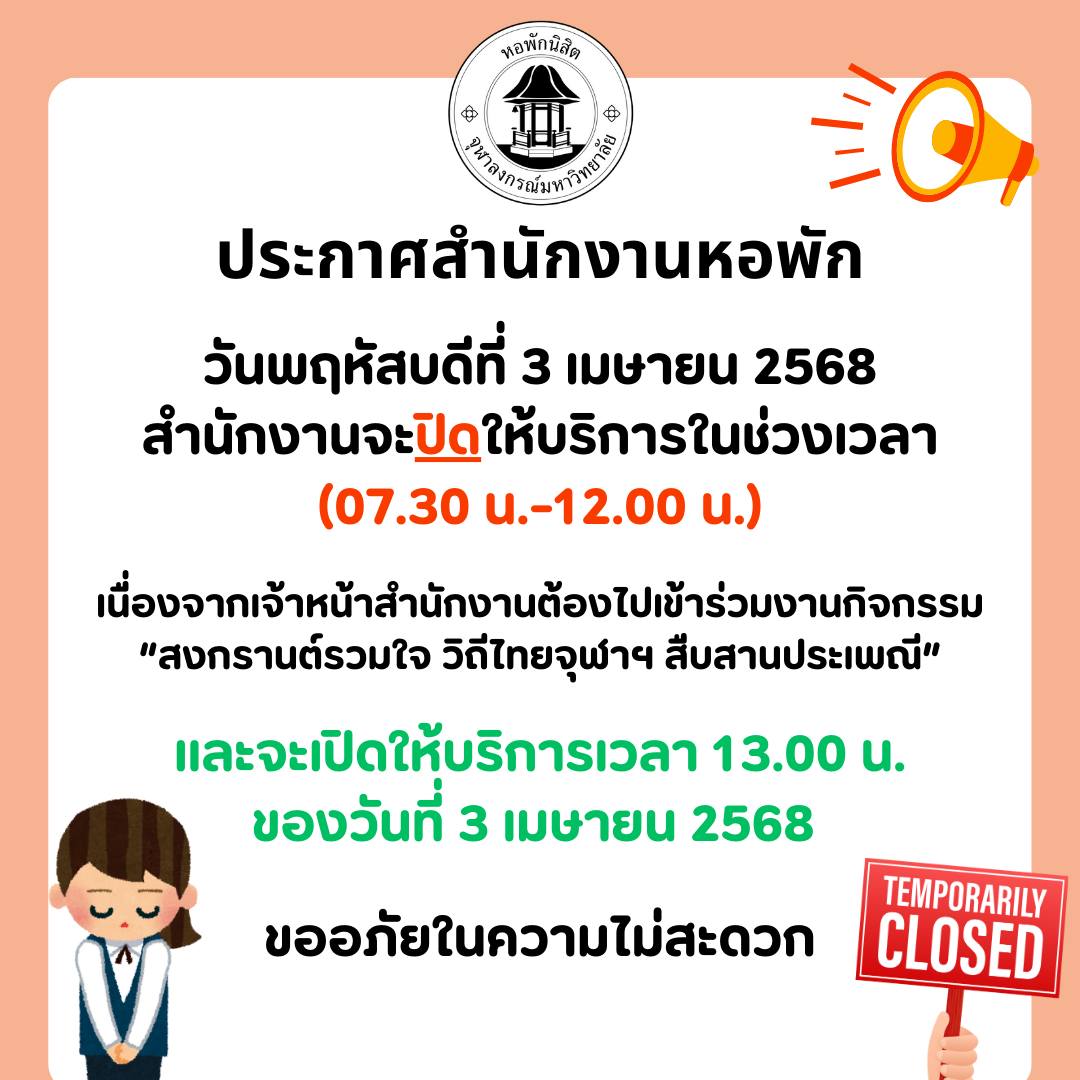 หอพักนิสิต
จุฬาลงกรณ์มหาวิทยาลัย
ประกาศสำนักงานหอพัก
วันพฤหัสบดีที่ 3 เมษายน 2568
สำนักงานจะปิดให้บริการในช่วงเวลา
(07.30 น.-12.00 น.)
เนื่องจากเจ้าหน้าสำนักงานต้องไปเข้าร่วมงานกิจกรรม
“สงกรานต์รวมใจ วิถีไทยจุฬาฯ สืบสานประเพณี”
และจะเปิดให้บริการเวลา 13.00 น.
ของวันที่ 3 เมษายน 2568
ขออภัยในความไม่สะดวก
TEMPORARILY
CLOSED